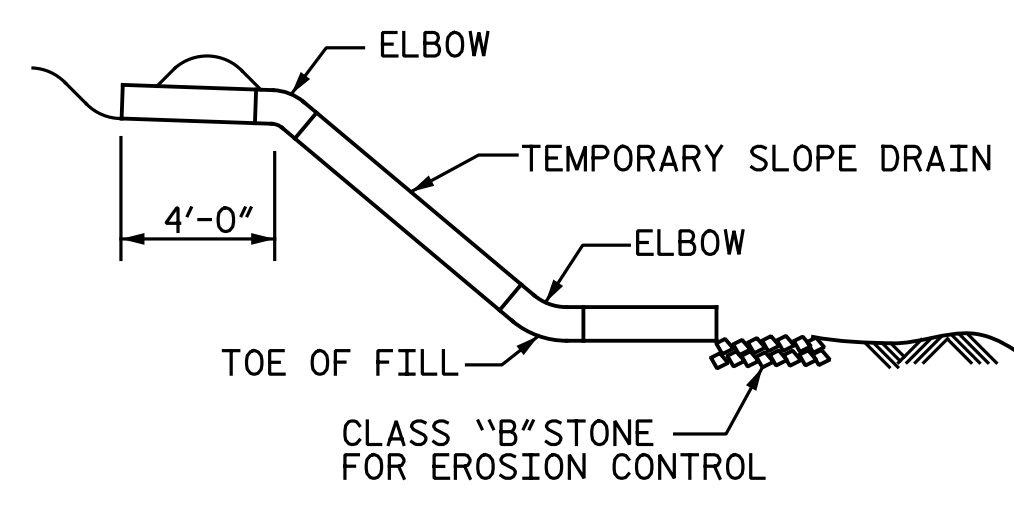 ELBOW
TEMPORARY SLOPE DRAIN
4'-0"
ELBOW
TOE OF FILL
CLASS "B" STONE
FOR EROSION CONTROL